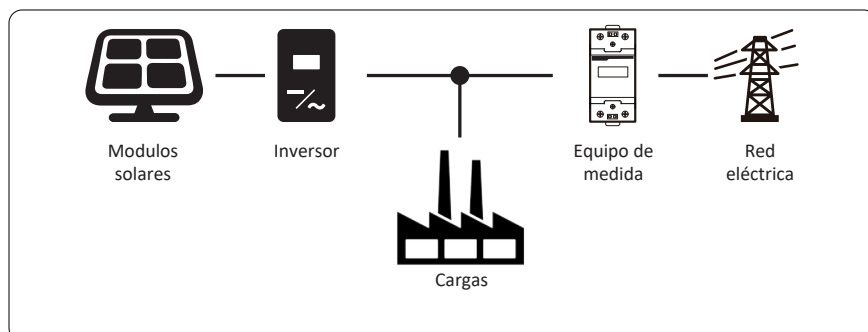 Modulos
solares
Inversor
Equipo de
medida
Red
eléctrica
Cargas